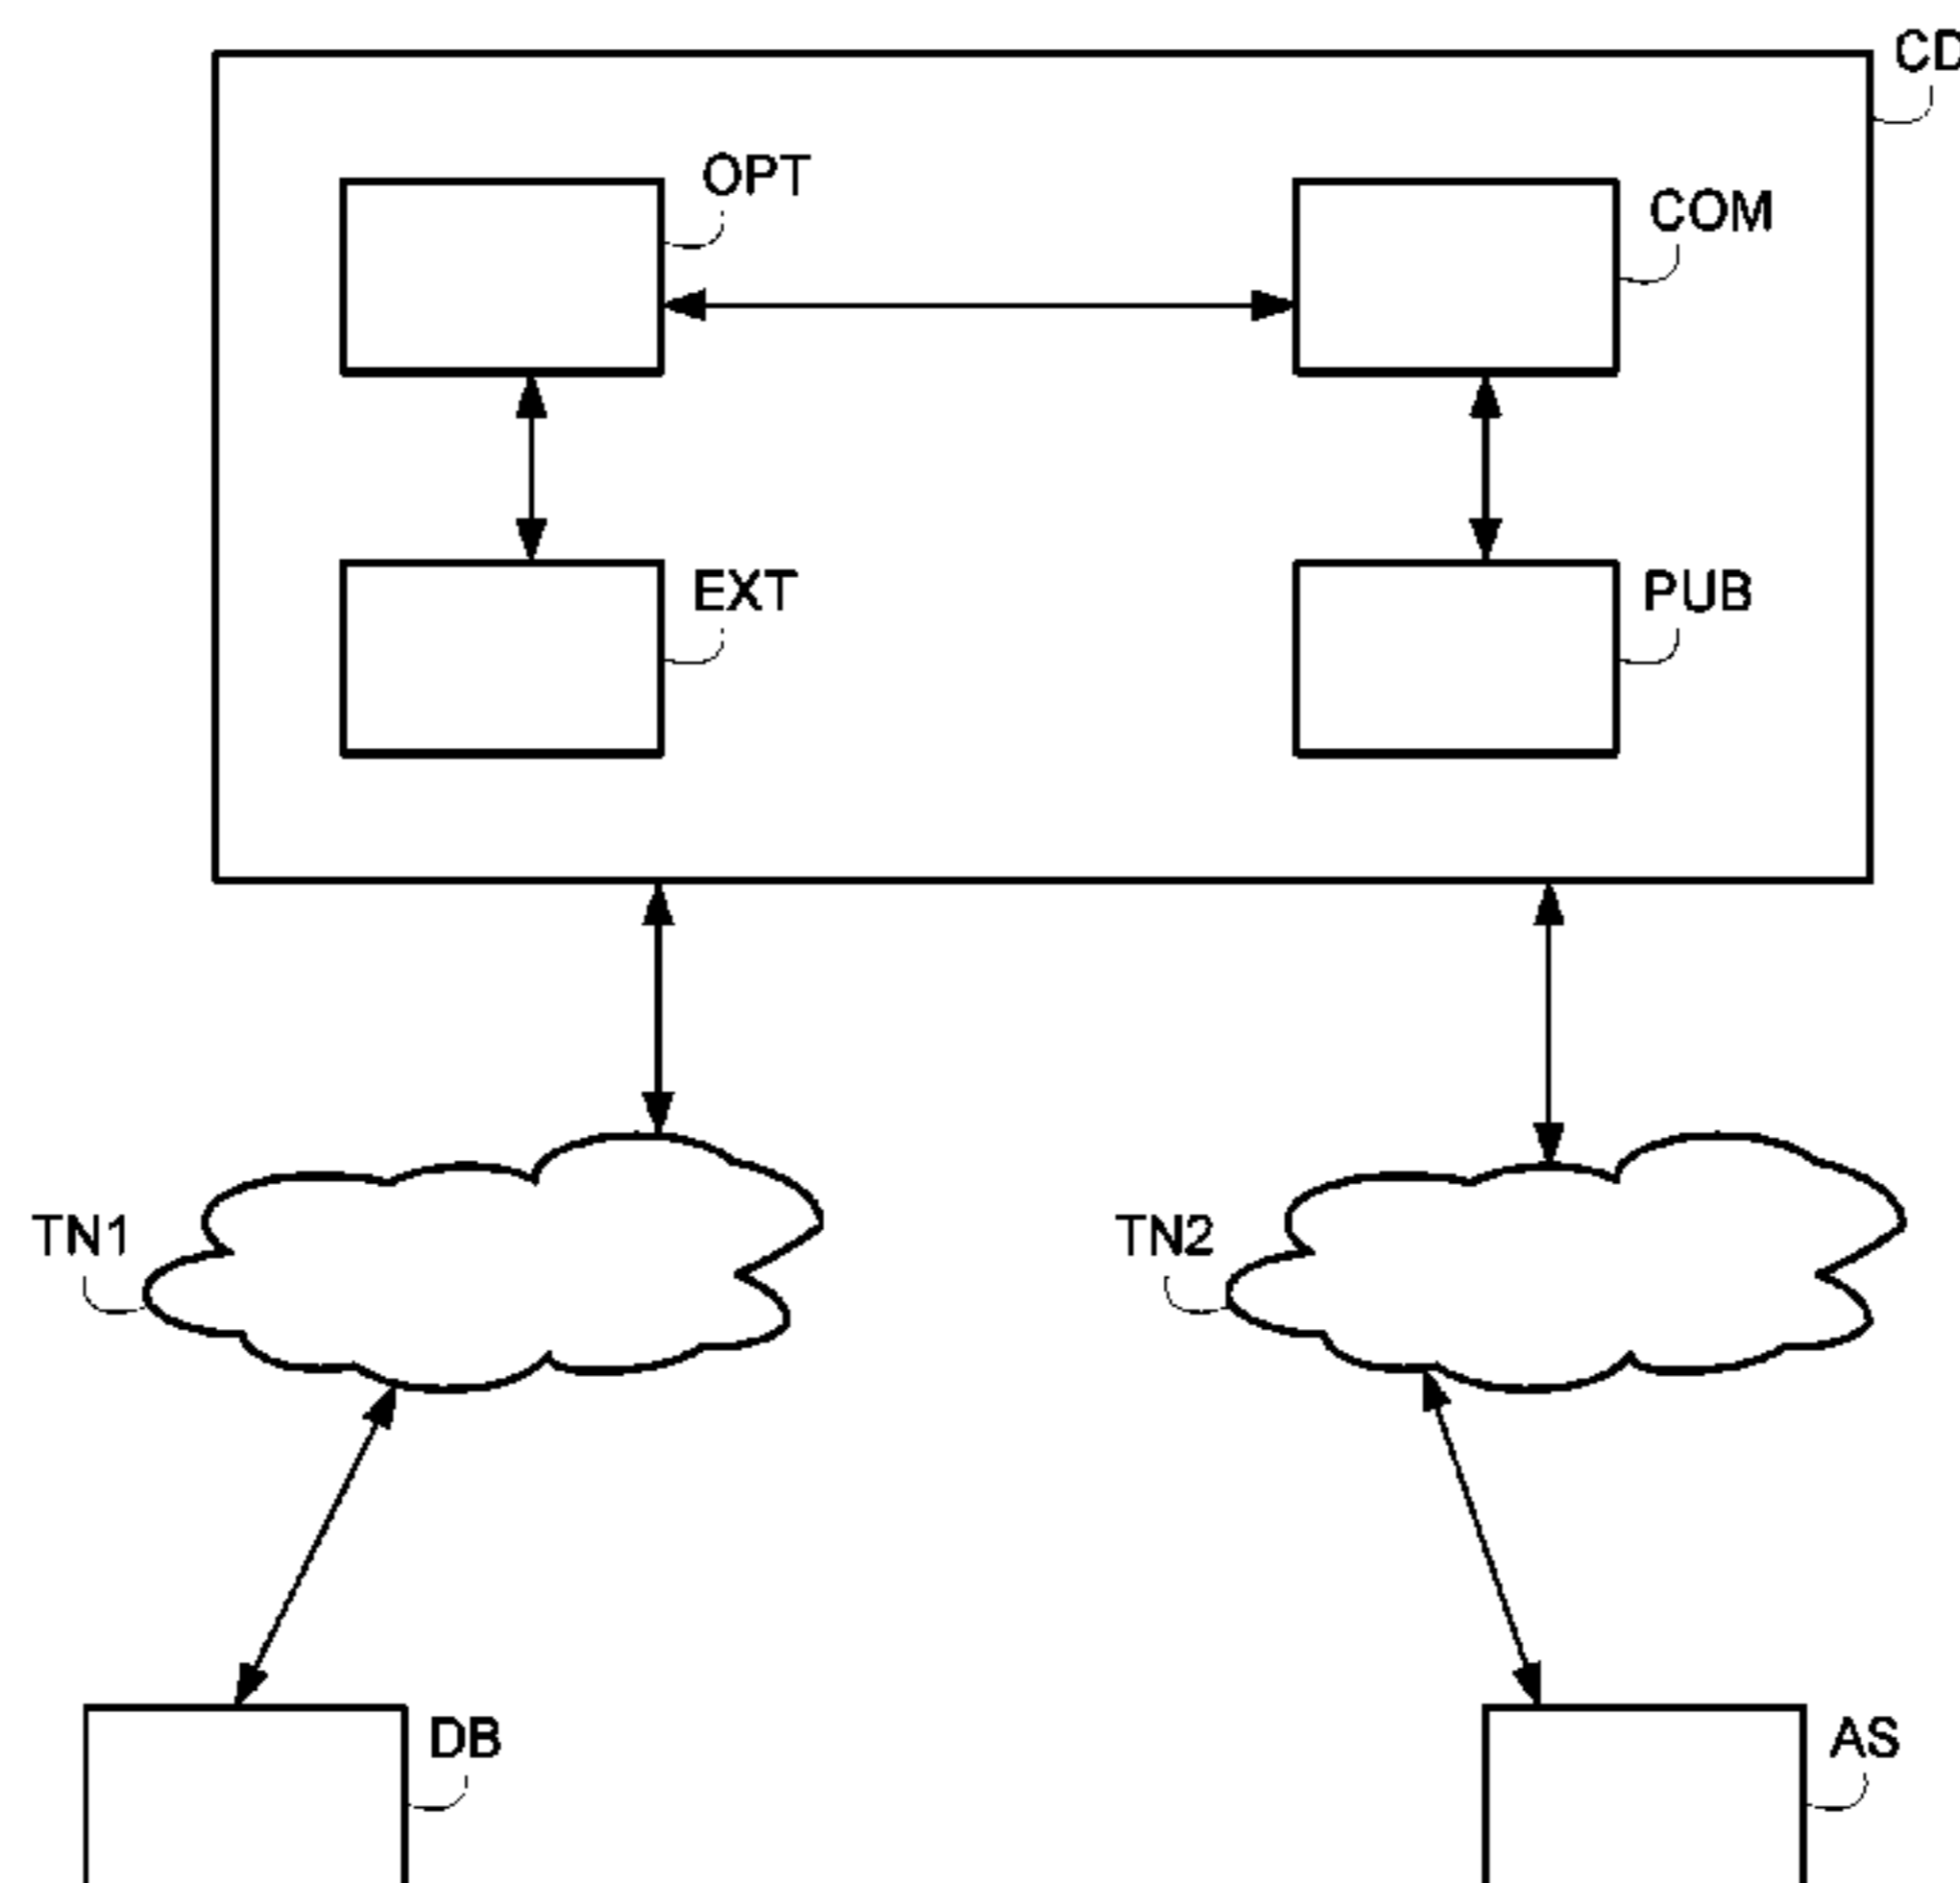 CD
OPT
COM
EXT
PUB
TN1
TN2
DB
AS